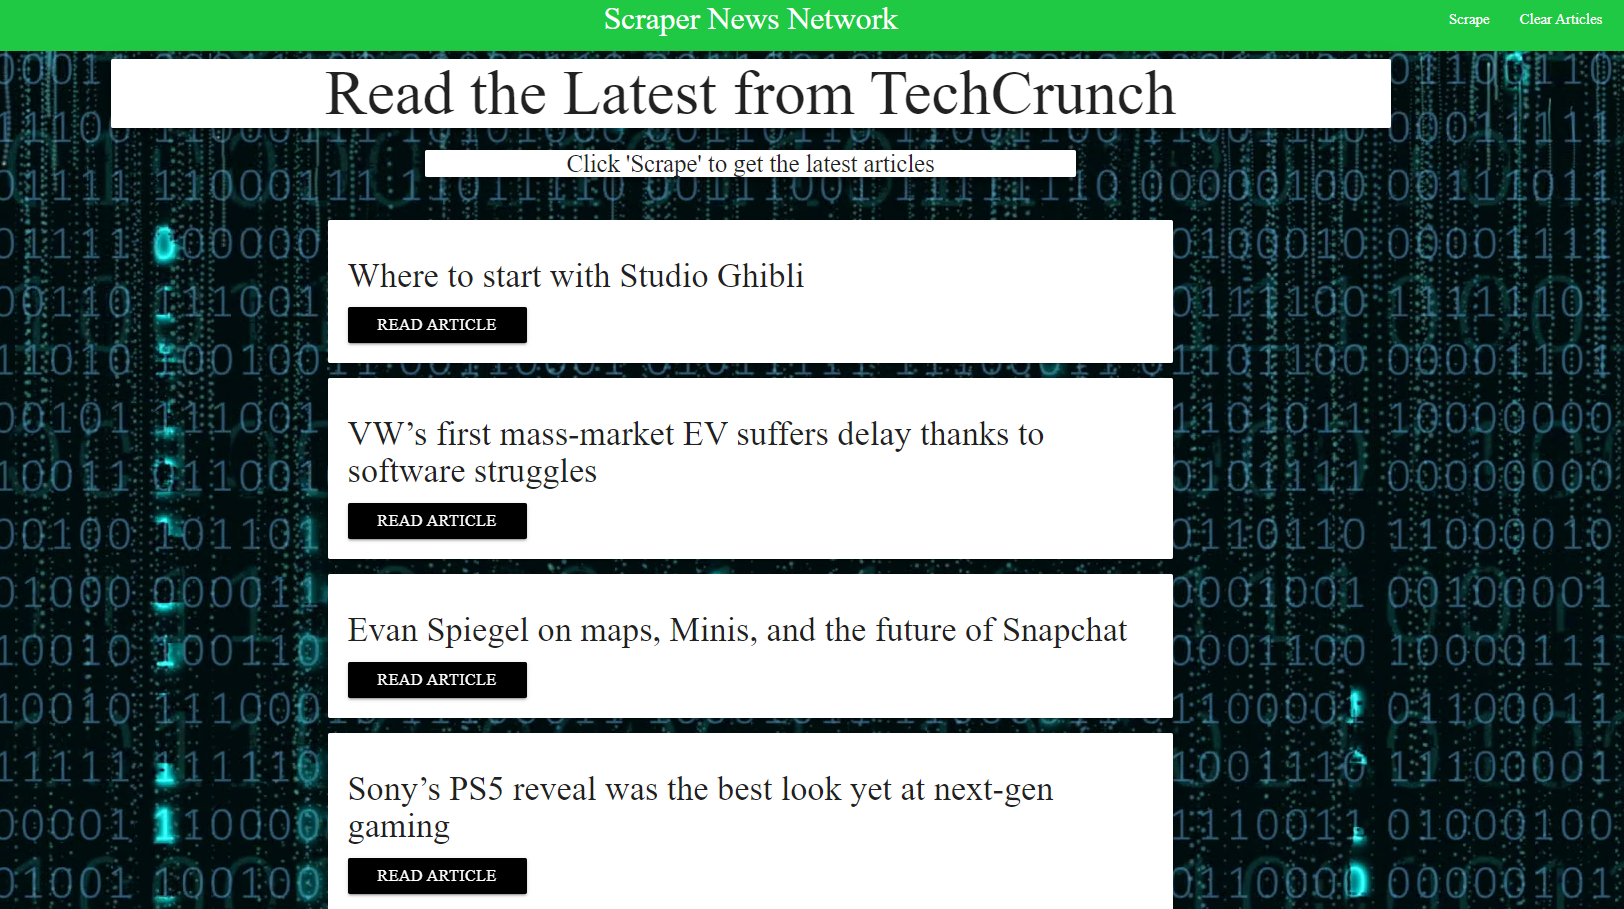 Scraper News Network
Scrape
Clear Articles
Read the Latest from TechCrunch
Click 'Scrape' to get the latest articles
Where to start with Studio Ghibli
READ ARTICLE
VW’s first mass-market EV suffers delay thanks to
software struggles
READ ARTICLE
Evan Spiegel on maps, Minis, and the future of Snapchat
READ ARTICLE
Sony’s PS5 reveal was the best look yet at next-gen
gaming
READ ARTICLE